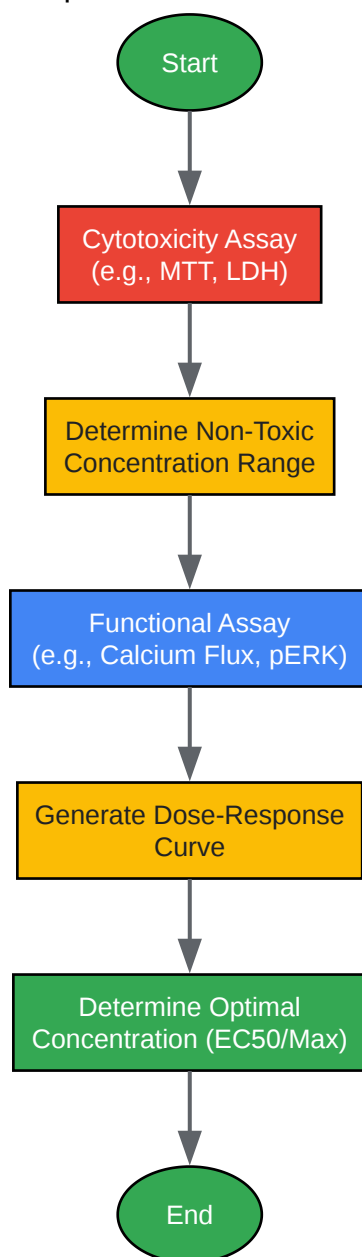 Start
Cytotoxicity Assay
(e.g., MTT, LDH)
Determine Non-Toxic
Concentration Range
Functional Assay
(e.g., Calcium Flux, pERK)
Generate Dose-Response
Curve
Determine Optimal
Concentration (EC50/Max)
End